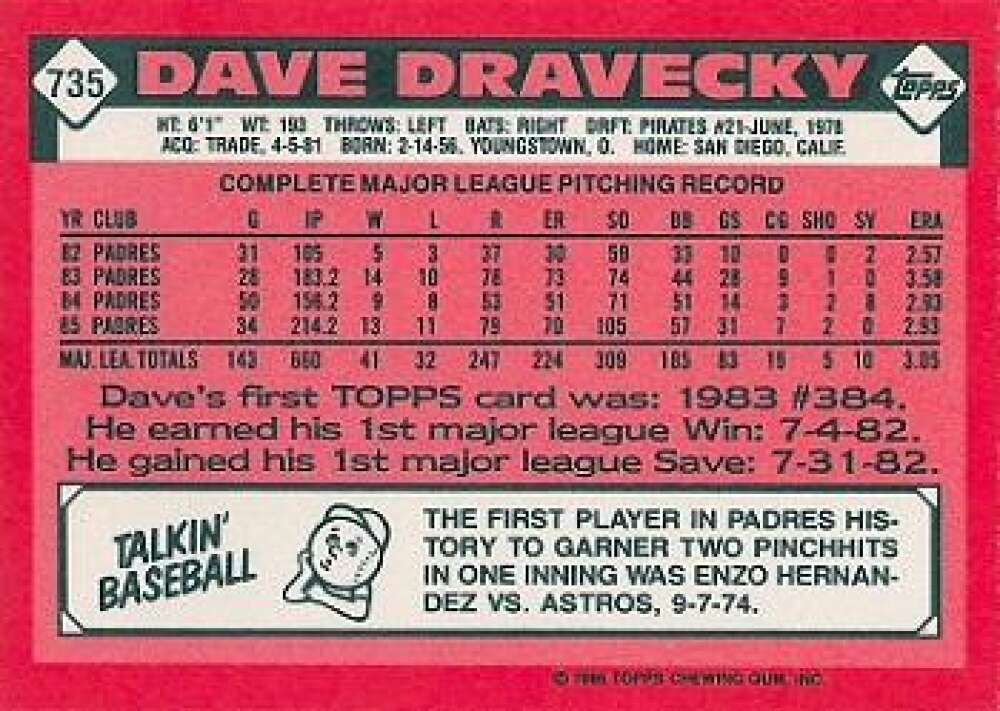 735 DAVE DRAVECKY TOPPS
HT: 6'1" WT: 193 THROWS: LEFT BATS: RIGHT DRFT: PIRATES #21-JUNE, 1978
ACQ: TRADE, 4-5-81 BORN: 2-14-56, YOUNGSTOWN, O. HOME: SAN DIEGO, CALIF.
COMPLETE MAJOR LEAGUE PITCHING RECORD
YR CLUB G IP W L R ER SO BB GS CG SHO SV ERA
82 PADRES 31 105 5 3 37 30 59 33 10 0 0 2 2.57
83 PADRES 28 183.2 14 10 78 73 74 44 28 9 1 0 3.58
84 PADRES 50 156.2 9 8 53 51 71 51 14 3 2 8 2.93
85 PADRES 34 214.2 13 11 79 70 105 57 31 7 2 0 2.93
MAJ. LEA. TOTALS 143 660 41 32 247 224 309 185 83 19 5 10 3.05
Dave's first TOPPS card was: 1983 #384.
He earned his 1st major league Win: 7-4-82.
He gained his 1st major league Save: 7-31-82.
TALKIN'
BASEBALL
THE FIRST PLAYER IN PADRES HIS-
TORY TO GARNER TWO PINCHHITS
IN ONE INNING WAS ENZO HERNAN-
DEZ VS. ASTROS, 9-7-74.
© 1986 TOPPS CHEWING GUM, INC.